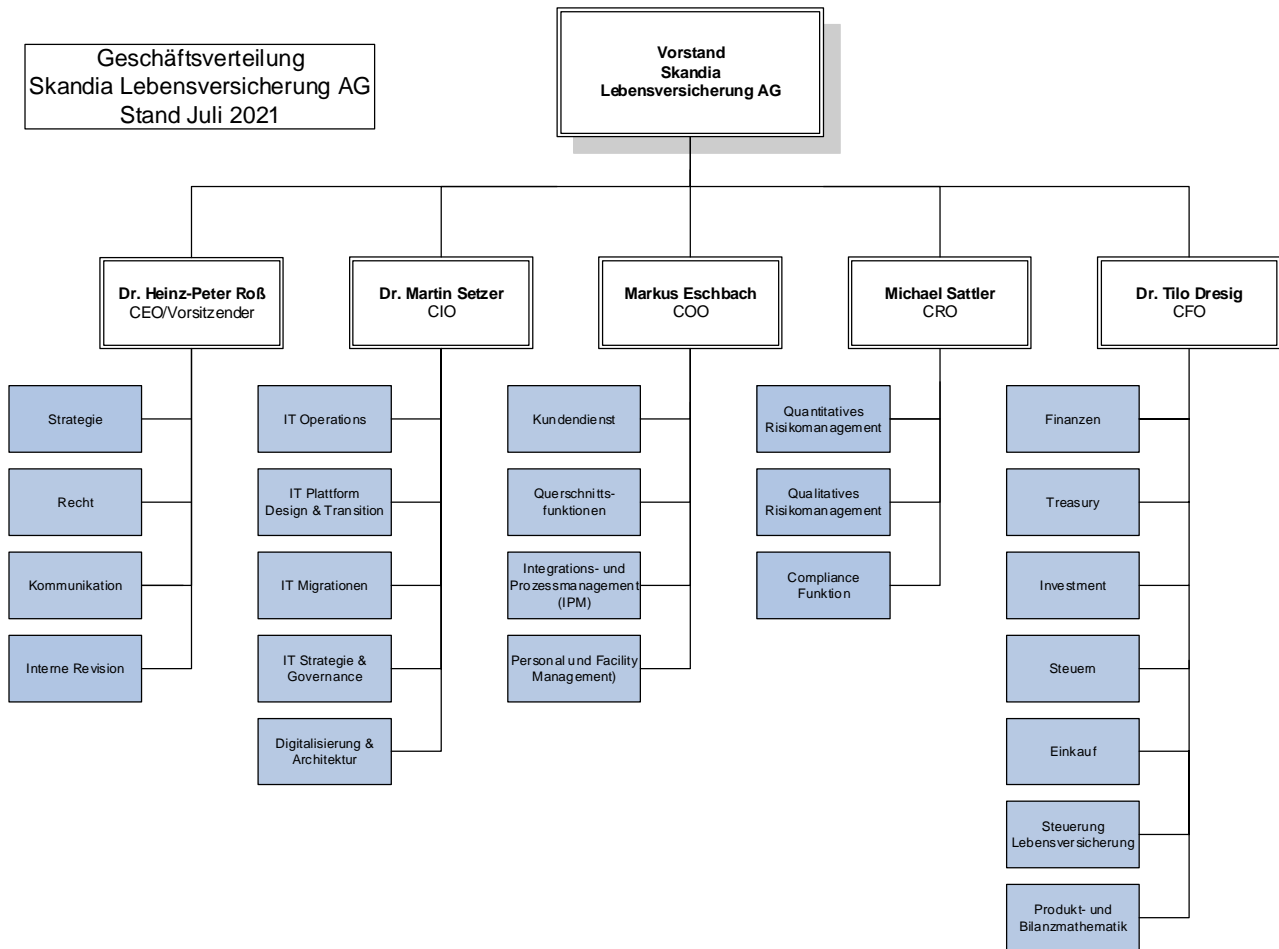 Geschäftsverteilung
Skandia Lebensversicherung AG
Stand Juli 2021
Vorstand
Skandia
Lebensversicherung AG
Dr. Heinz-Peter Roß
CEO/Vorsitzender
Dr. Martin Setzer
CIO
Markus Eschbach
COO
Michael Sattler
CRO
Dr. Tilo Dresig
CFO
Strategie
Recht
Kommunikation
Interne Revision
IT Operations
IT Plattform
Design & Transition
IT Migrationen
IT Strategie &
Governance
Digitalisierung &
Architektur
Kundendienst
Querschnitts-
funktionen
Integrations- und
Prozessmanagement
(IPM)
Personal und Facility
Management)
Quantitatives
Risikomanagement
Qualitatives
Risikomanagement
Compliance
Funktion
Finanzen
Treasury
Investment
Steuern
Einkauf
Steuerung
Lebensversicherung
Produkt- und
Bilanzmathematik